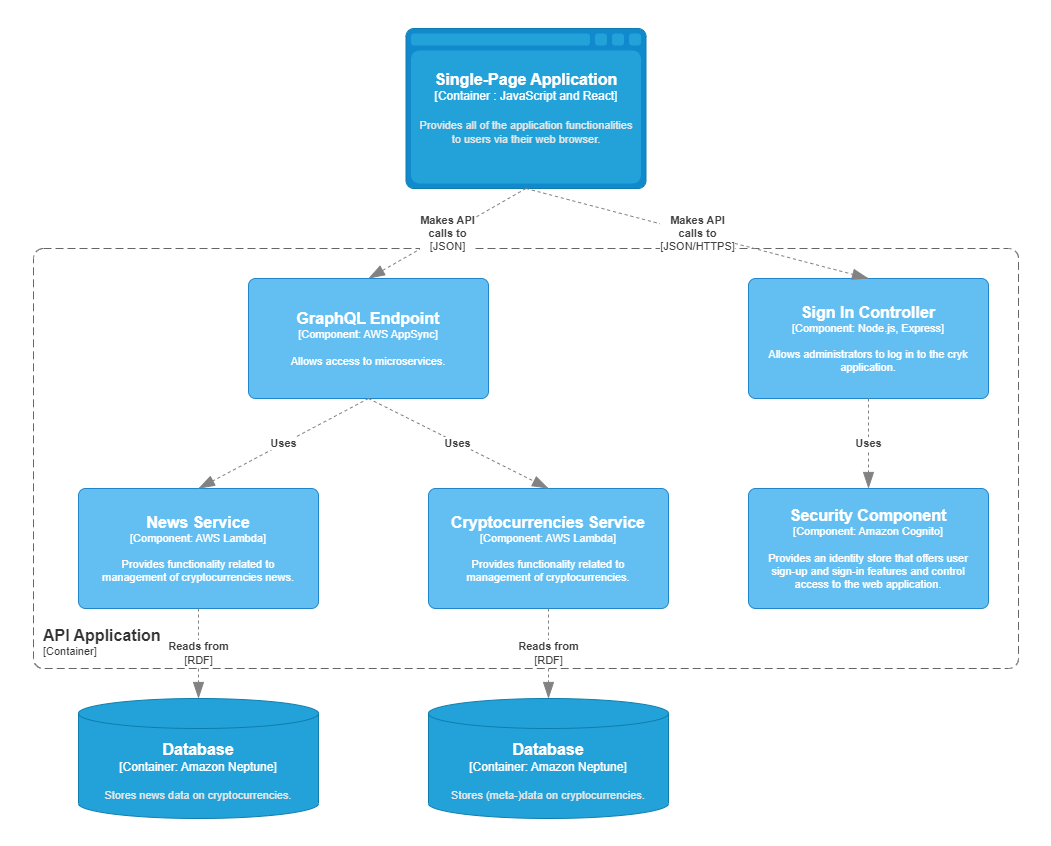 Single-Page Application
[Container : JavaScript and React]
Provides all of the application functionalities
to users via their web browser.
Makes API
calls to
[JSON]
Makes API
calls to
[JSON/HTTPS]
GraphQL Endpoint
[Component: AWS AppSync]
Allows access to microservices.
Sign In Controller
[Component: Node.js, Express]
Allows administrators to log in to the cryk
application.
Uses
Uses
Uses
News Service
[Component: AWS Lambda]
Provides functionality related to
management of cryptocurrencies news.
Cryptocurrencies Service
[Component: AWS Lambda]
Provides functionality related to
management of cryptocurrencies.
Security Component
[Component: Amazon Cognito]
Provides an identity store that offers user
sign-up and sign-in features and control
access to the web application.
API Application
[Container]
Reads from
[RDF]
Reads from
[RDF]
Database
[Container: Amazon Neptune]
Stores news data on cryptocurrencies.
Database
[Container: Amazon Neptune]
Stores (meta-)data on cryptocurrencies.